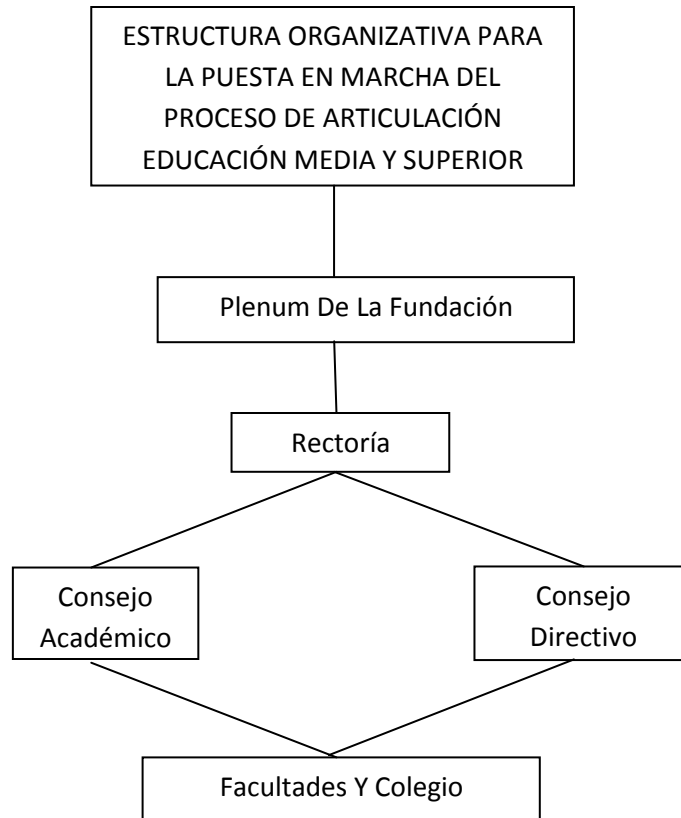 ESTRUCTURA ORGANIZATIVA PARA
LA PUESTA EN MARCHA DEL
PROCESO DE ARTICULACIÓN
EDUCACIÓN MEDIA Y SUPERIOR
Plenum De La Fundación
Rectoría
Consejo
Académico
Consejo
Directivo
Facultades Y Colegio